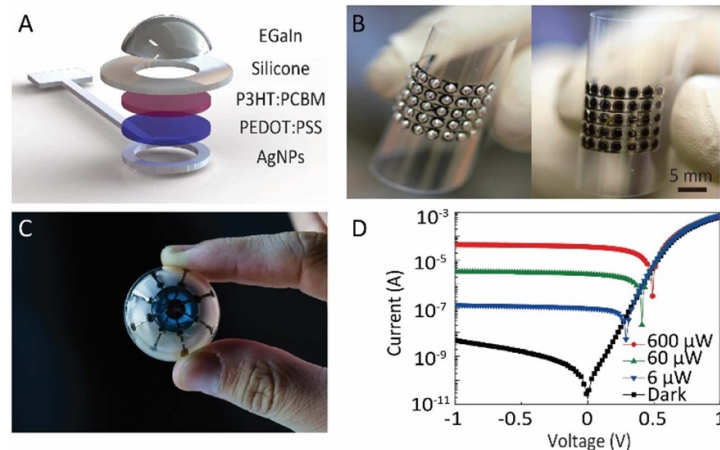 A
EGaIn
Silicone
P3HT:PCBM
PEDOT:PSS
AgNPs
B
5 mm
C
D
Current (A)
10-3
10-5
10-7
10-9
10-11
600 µW
60 µW
6 µW
Dark
-1 -0.5 0 0.5 1
Voltage (V)